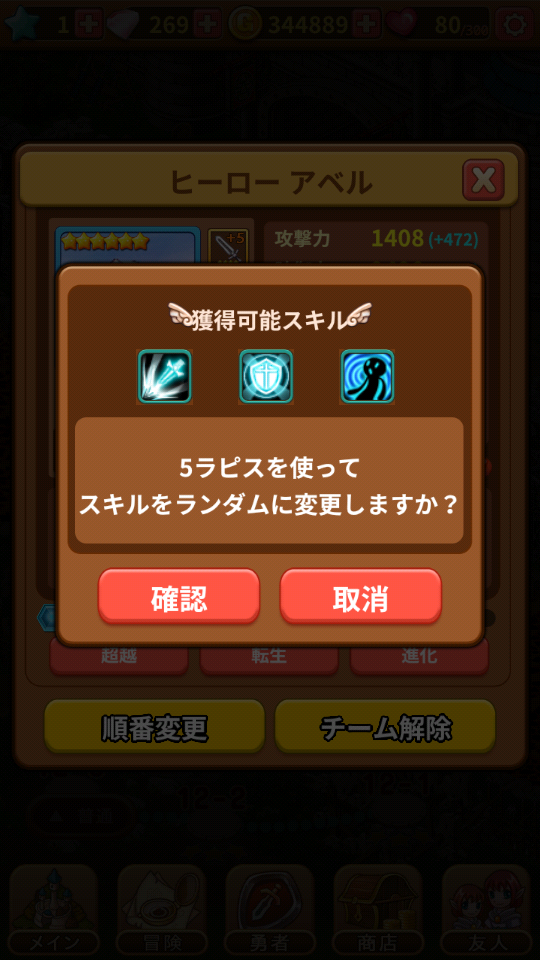 1
269
344889
80/300
ヒーロー アベル
+5
攻撃力 1408 (+472)
獲得可能スキル
5ラピスを使って
スキルをランダムに変更しますか？
確認 取消
超越 転生 進化
順番変更 チーム解除
メイン 冒険 勇者 商店 友人